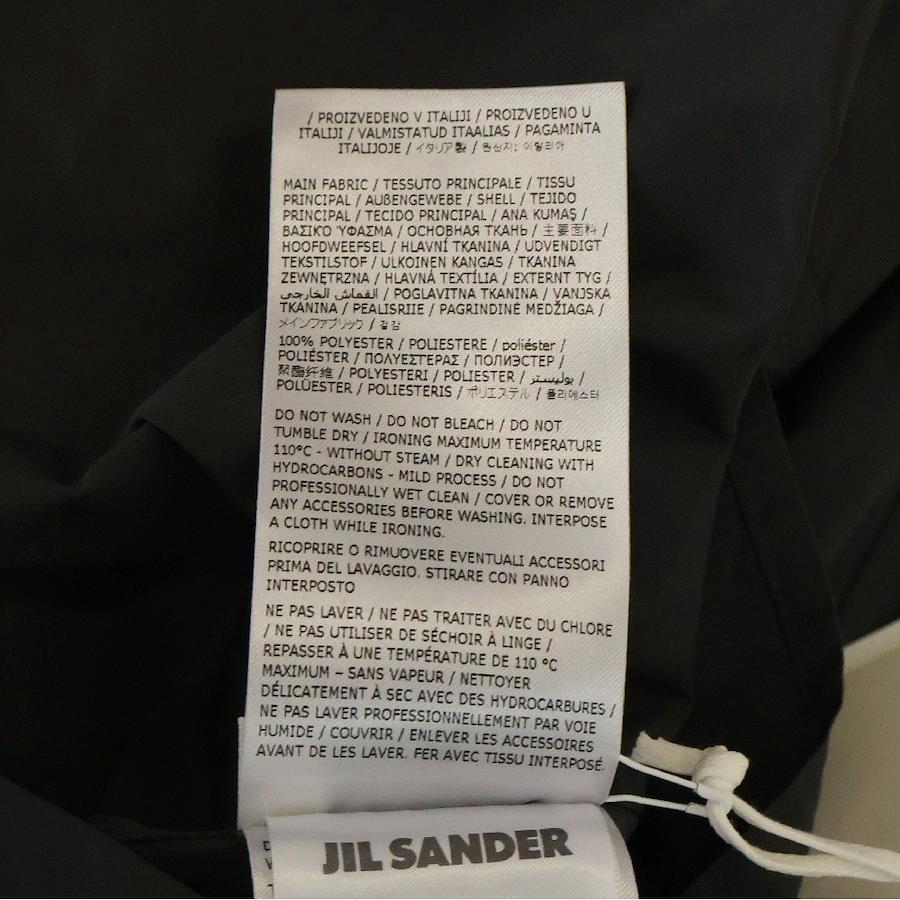 / PROIZVEDENO V ITALIJI / PROIZVEDENO U
ITALIJI / VALMISTATUD ITAALIAS / PAGAMINTA
ITALIJOJE / イタリア製 / 원산지: 이탈리아
MAIN FABRIC / TESSUTO PRINCIPALE / TISSU
PRINCIPAL / AUßENGEWEBE / SHELL / TEJIDO
PRINCIPAL / TECIDO PRINCIPAL / ANA KUMAŞ /
ΒΑΣΙΚΌ ΎΦΑΣΜΑ / ОСНОВНАЯ ТКАНЬ / 主要面料 /
HOOFDWEEFSEL / HLAVNÍ TKANINA / UDVENDIGT
TEKSTILSTOF / ULKOINEN KANGAS / TKANINA
ZEWNĘTRZNA / HLAVNÁ TEXTÍLIA / EXTERNT TYG /
القماش الخارجي / POGLAVITNA TKANINA / VANJSKA
TKANINA / PEALISRIIE / PAGRINDINĖ MEDŽIAGA /
メインファブリック / 겉감
100% POLYESTER / POLIESTERE / poliéster /
POLIÉSTER / ΠΟΛΥΕΣΤΕΡΑΣ / ПОЛИЭСТЕР /
聚酯纤维 / POLYESTERI / POLIESTER / بوليستر /
POLÜESTER / POLIESTERIS / ポリエステル / 폴리에스터
DO NOT WASH / DO NOT BLEACH / DO NOT
TUMBLE DRY / IRONING MAXIMUM TEMPERATURE
110°C - WITHOUT STEAM / DRY CLEANING WITH
HYDROCARBONS - MILD PROCESS / DO NOT
PROFESSIONALLY WET CLEAN / COVER OR REMOVE
ANY ACCESSORIES BEFORE WASHING. INTERPOSE
A CLOTH WHILE IRONING.
RICOPRIRE O RIMUOVERE EVENTUALI ACCESSORI
PRIMA DEL LAVAGGIO. STIRARE CON PANNO
INTERPOSTO
NE PAS LAVER / NE PAS TRAITER AVEC DU CHLORE
/ NE PAS UTILISER DE SÉCHOIR À LINGE /
REPASSER À UNE TEMPÉRATURE DE 110 °C
MAXIMUM – SANS VAPEUR / NETTOYER
DÉLICATEMENT À SEC AVEC DES HYDROCARBURES /
NE PAS LAVER PROFESSIONNELLEMENT PAR VOIE
HUMIDE / COUVRIR / ENLEVER LES ACCESSOIRES
AVANT DE LES LAVER. FER AVEC TISSU INTERPOSÉ.
JIL SANDER